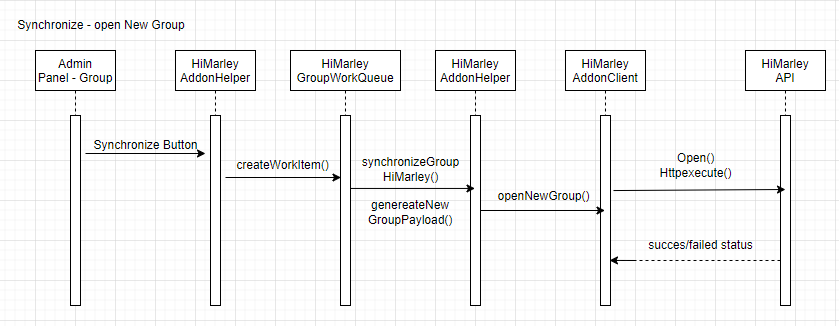 Synchronize - open New Group
Admin
Panel - Group
HiMarley
AddonHelper
HiMarley
GroupWorkQueue
HiMarley
AddonHelper
HiMarley
AddonClient
HiMarley
API
Synchronize Button
createWorkItem()
synchronizeGroup
HiMarley()
genereateNew
GroupPayload()
openNewGroup()
Open()
Httpexecute()
succes/failed status